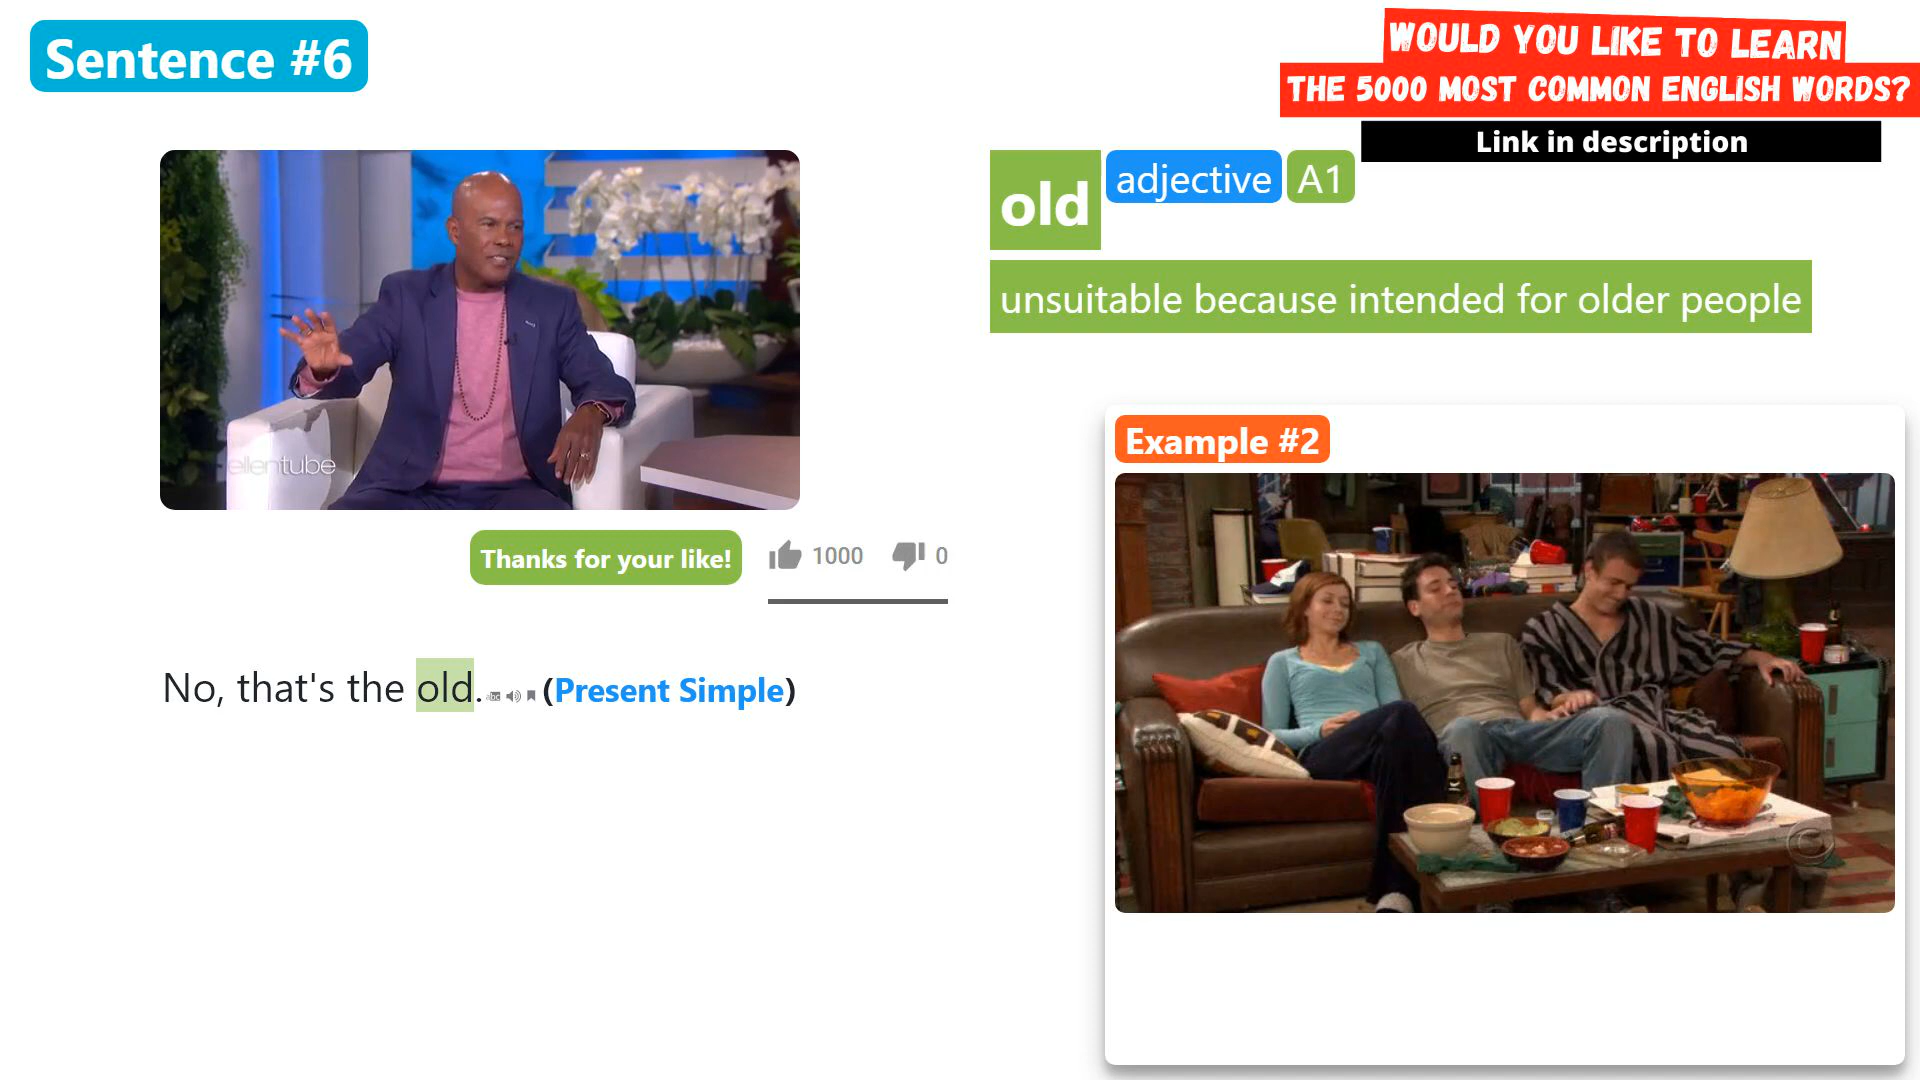 Sentence #6
WOULD YOU LIKE TO LEARN
THE 5000 MOST COMMON ENGLISH WORDS?
Link in description
old adjective A1
unsuitable because intended for older people
ellentube
Thanks for your like! 1000 0
No, that's the old. abc (Present Simple)
Example #2